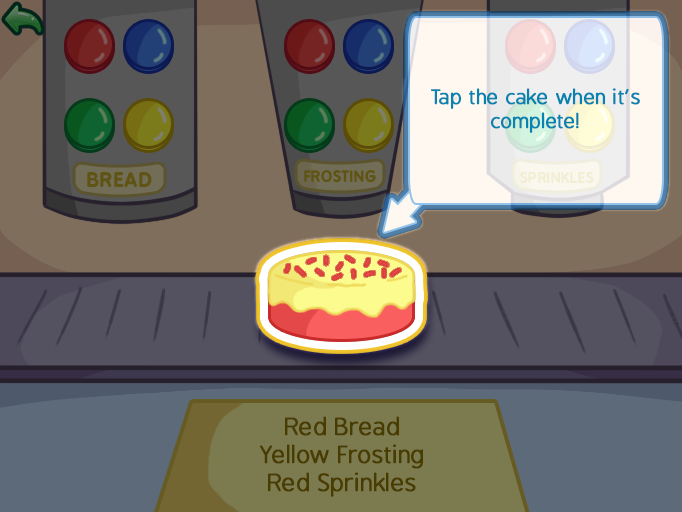 BREAD
FROSTING
SPRINKLES
Tap the cake when it's
complete!
Red Bread
Yellow Frosting
Red Sprinkles